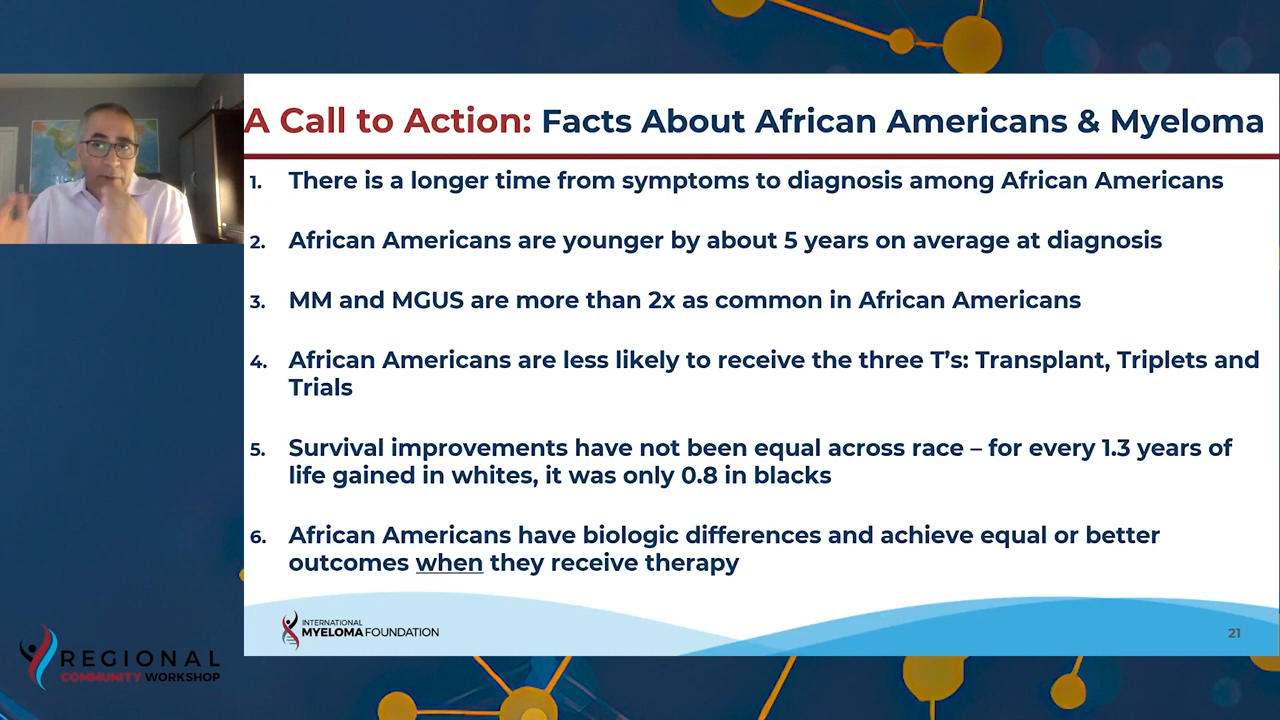 A Call to Action: Facts About African Americans & Myeloma
1. There is a longer time from symptoms to diagnosis among African Americans
2. African Americans are younger by about 5 years on average at diagnosis
3. MM and MGUS are more than 2x as common in African Americans
4. African Americans are less likely to receive the three T’s: Transplant, Triplets and
Trials
5. Survival improvements have not been equal across race – for every 1.3 years of
life gained in whites, it was only 0.8 in blacks
6. African Americans have biologic differences and achieve equal or better
outcomes when they receive therapy
INTERNATIONAL
MYELOMA FOUNDATION
21
REGIONAL
COMMUNITY WORKSHOP